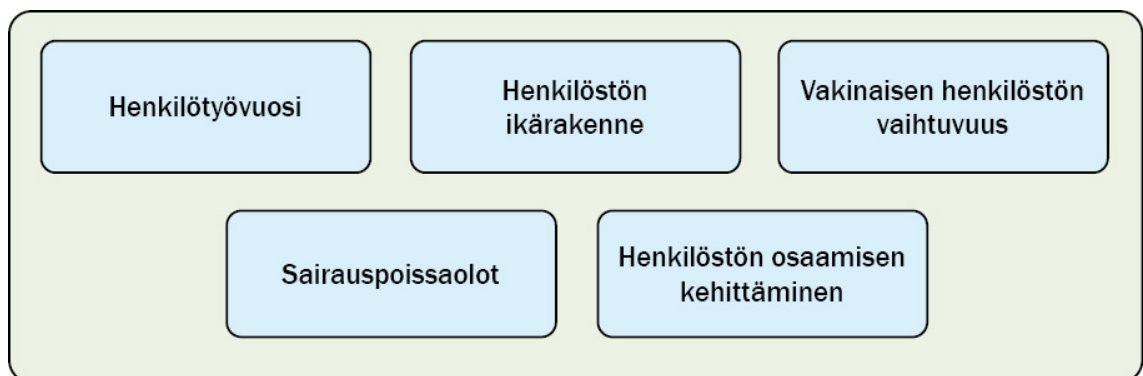 Henkilötyövuosi
Henkilöstön
ikärakenne
Vakinaisen henkilöstön
vaihtuvuus
Sairauspoissaolot
Henkilöstön osaamisen
kehittäminen